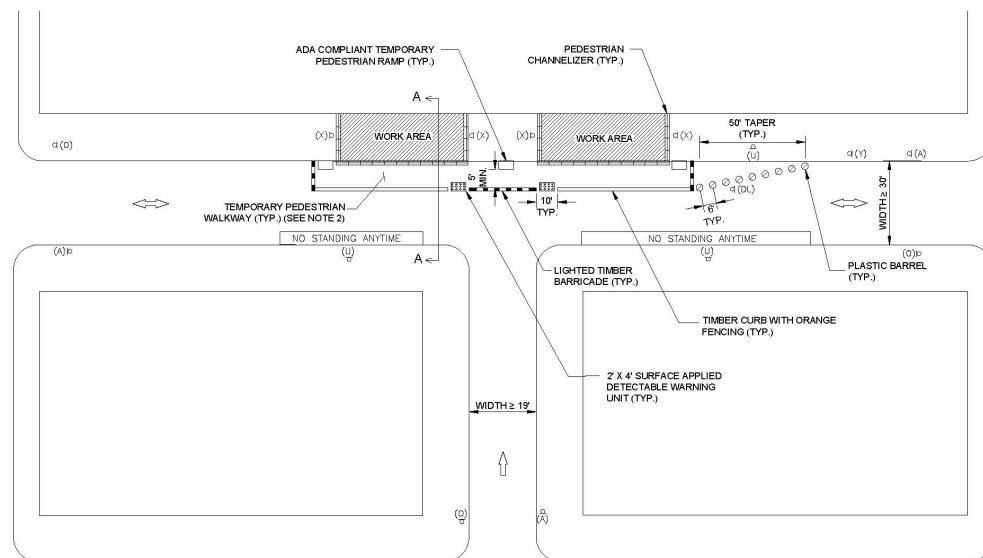 ADA COMPLIANT TEMPORARY
PEDESTRIAN RAMP (TYP.)
PEDESTRIAN
CHANNELIZER (TYP.)
A
50' TAPER
(TYP.)
(U)
(D)
(X)
WORK AREA
(X)
(X)
WORK AREA
(X)
(Y)
(A)
5'
MIN.
(DL)
6'
TYP.
WIDTH ≥ 30'
TEMPORARY PEDESTRIAN
WALKWAY (TYP.) (SEE NOTE 2)
10'
TYP.
NO STANDING ANYTIME
NO STANDING ANYTIME
(A)
(U)
A
(U)
(O)
LIGHTED TIMBER
BARRICADE (TYP.)
PLASTIC BARREL
(TYP.)
TIMBER CURB WITH ORANGE
FENCING (TYP.)
2' X 4' SURFACE APPLIED
DETECTABLE WARNING
UNIT (TYP.)
WIDTH ≥ 19'
(O)
(A)